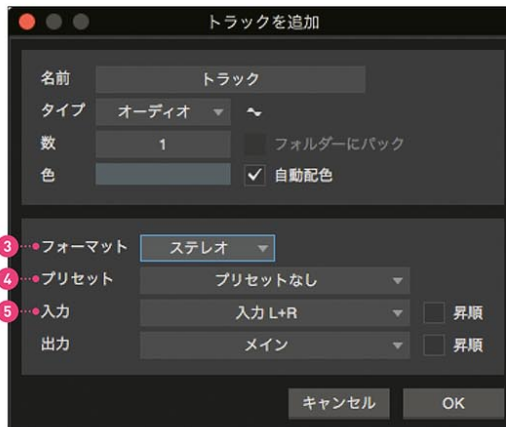 トラックを追加
名前 トラック
タイプ オーディオ
数 1 フォルダーにパック
色 自動配色
3 フォーマット ステレオ
4 プリセット プリセットなし
5 入力 入力 L+R 昇順
出力 メイン 昇順
キャンセル OK